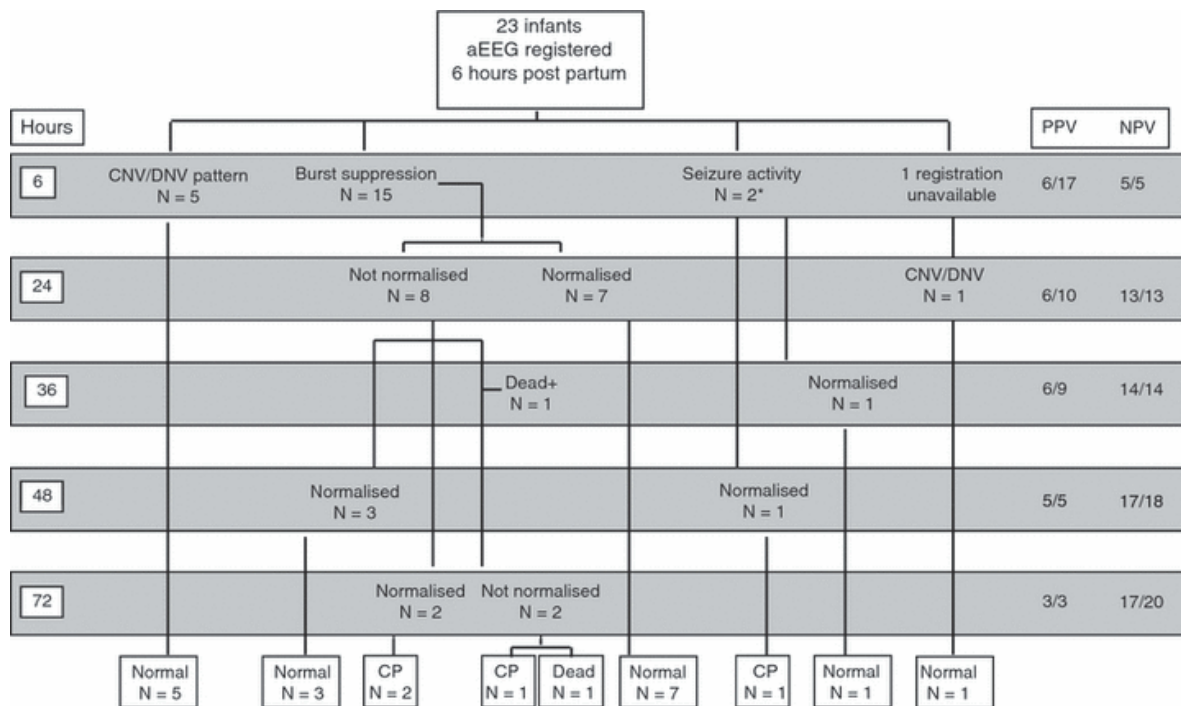 23 infants
aEEG registered
6 hours post partum
Hours
PPV NPV
6
CNV/DNV pattern
N = 5
Burst suppression
N = 15
Seizure activity
N = 2*
1 registration
unavailable
6/17 5/5
24
Not normalised
N = 8
Normalised
N = 7
CNV/DNV
N = 1
6/10 13/13
36
Dead+
N = 1
Normalised
N = 1
6/9 14/14
48
Normalised
N = 3
Normalised
N = 1
5/5 17/18
72
Normalised
N = 2
Not normalised
N = 2
3/3 17/20
Normal
N = 5
Normal
N = 3
CP
N = 2
CP
N = 1
Dead
N = 1
Normal
N = 7
CP
N = 1
Normal
N = 1
Normal
N = 1